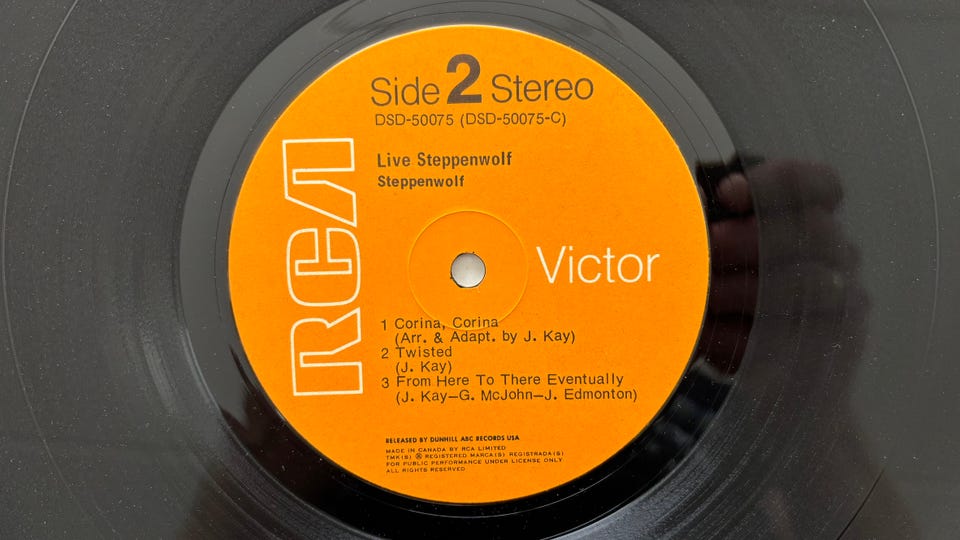 Side 2 Stereo
DSD-50075 (DSD-50075-C)
Live Steppenwolf
Steppenwolf
RCA
Victor
1 Corina, Corina
(Arr. & Adapt. by J. Kay)
2 Twisted
(J. Kay)
3 From Here To There Eventually
(J. Kay—G. McJohn—J. Edmonton)
RELEASED BY DUNHILL ABC RECORDS USA
MADE IN CANADA BY RCA LIMITED
TMK(S) ® REGISTERED MARCA(S) REGISTRADA(S)
FOR PUBLIC PERFORMANCE UNDER LICENSE ONLY
ALL RIGHTS RESERVED